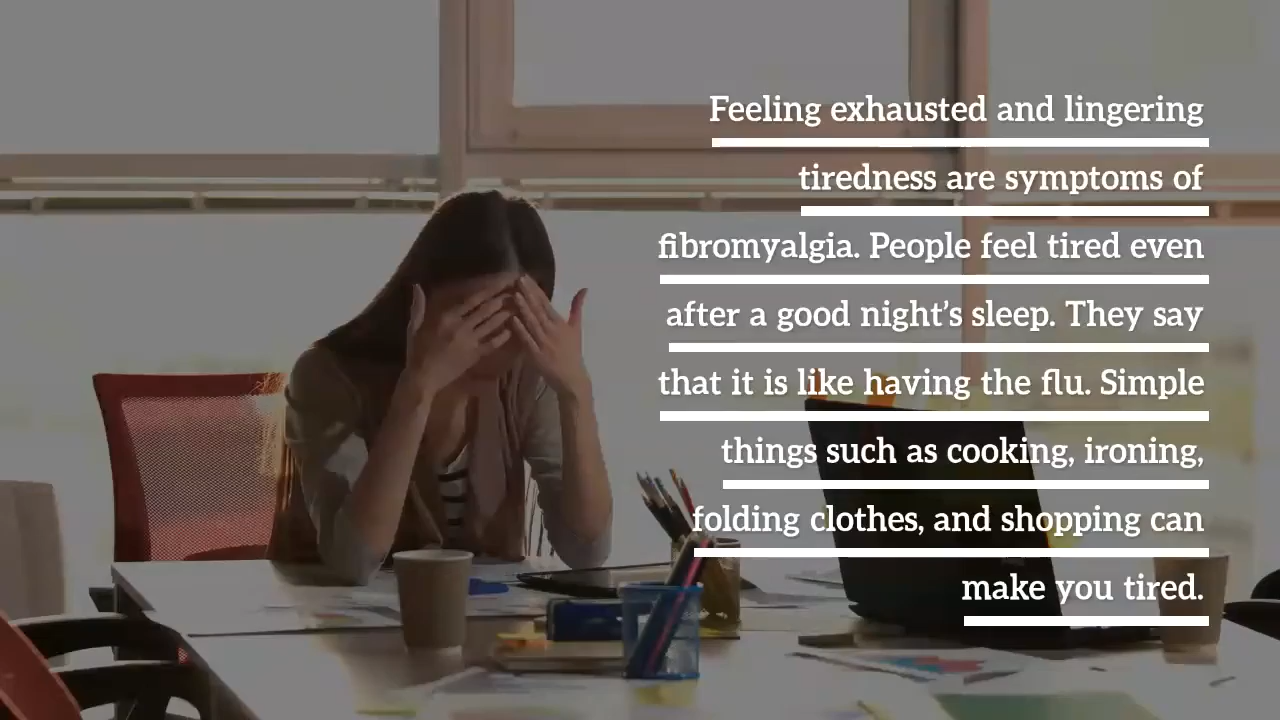 Feeling exhausted and lingering
tiredness are symptoms of
fibromyalgia. People feel tired even
after a good night’s sleep. They say
that it is like having the flu. Simple
things such as cooking, ironing,
folding clothes, and shopping can
make you tired.